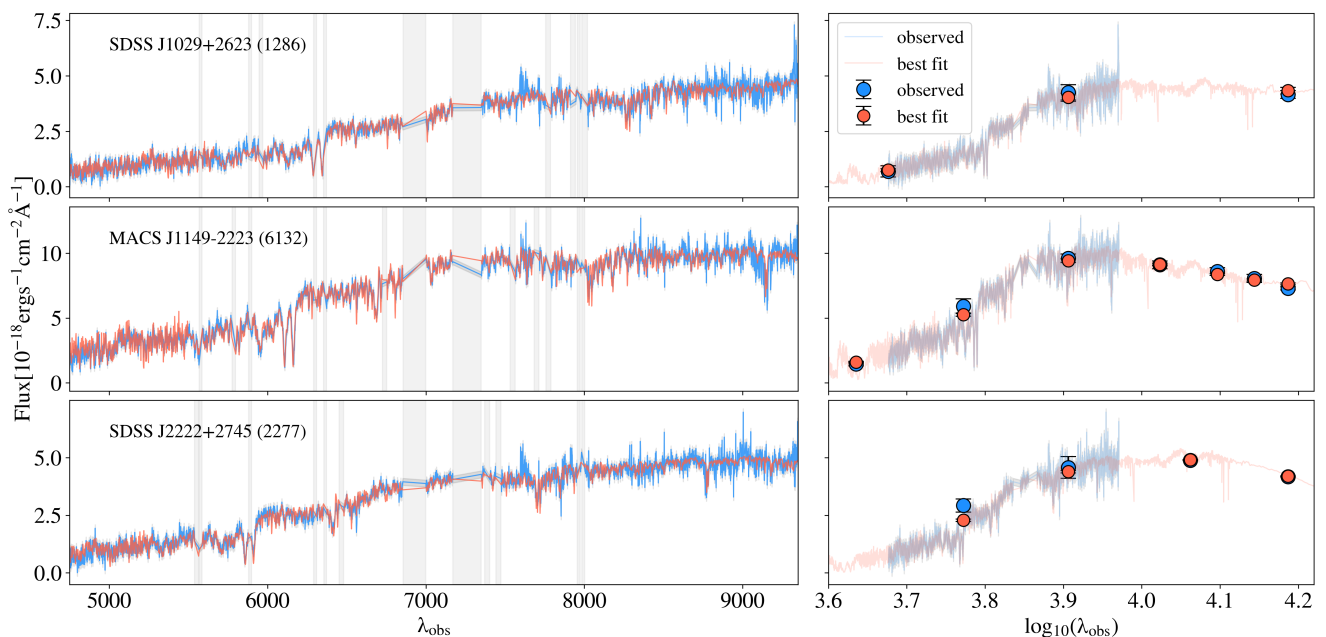 7.5
5.0
2.5
0.0
SDSS J1029+2623 (1286)
observed
best fit
observed
best fit
10
5
0
MACS J1149-2223 (6132)
Flux[10⁻¹⁸ergs⁻¹cm⁻²Å⁻¹]
5.0
2.5
0.0
SDSS J2222+2745 (2277)
5000 6000 7000 8000 9000
λobs
3.6 3.7 3.8 3.9 4.0 4.1 4.2
log₁₀(λobs)